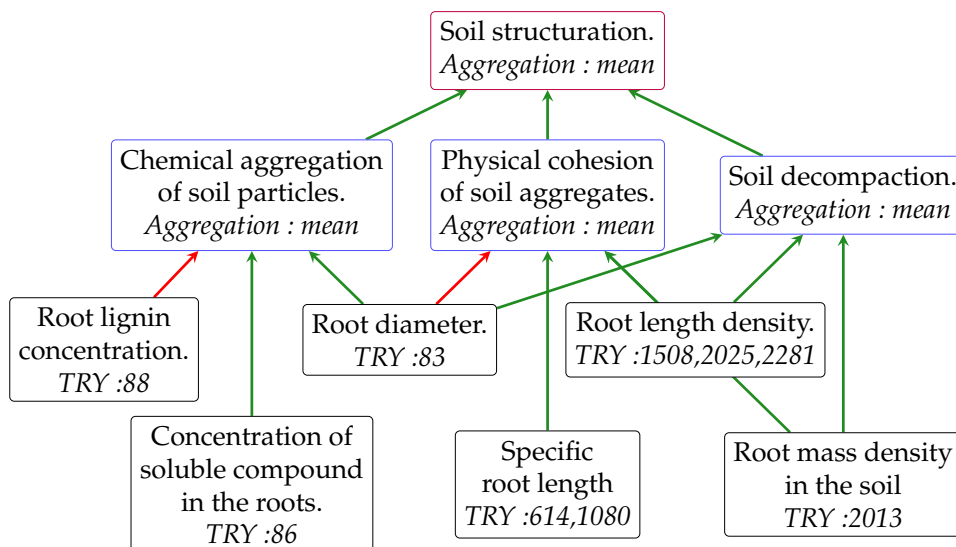 Soil structuration.
Aggregation : mean
Chemical aggregation
of soil particles.
Aggregation : mean
Physical cohesion
of soil aggregates.
Aggregation : mean
Soil decompaction.
Aggregation : mean
Root lignin
concentration.
TRY :88
Root diameter.
TRY :83
Root length density.
TRY :1508,2025,2281
Concentration of
soluble compound
in the roots.
TRY :86
Specific
root length
TRY :614,1080
Root mass density
in the soil
TRY :2013